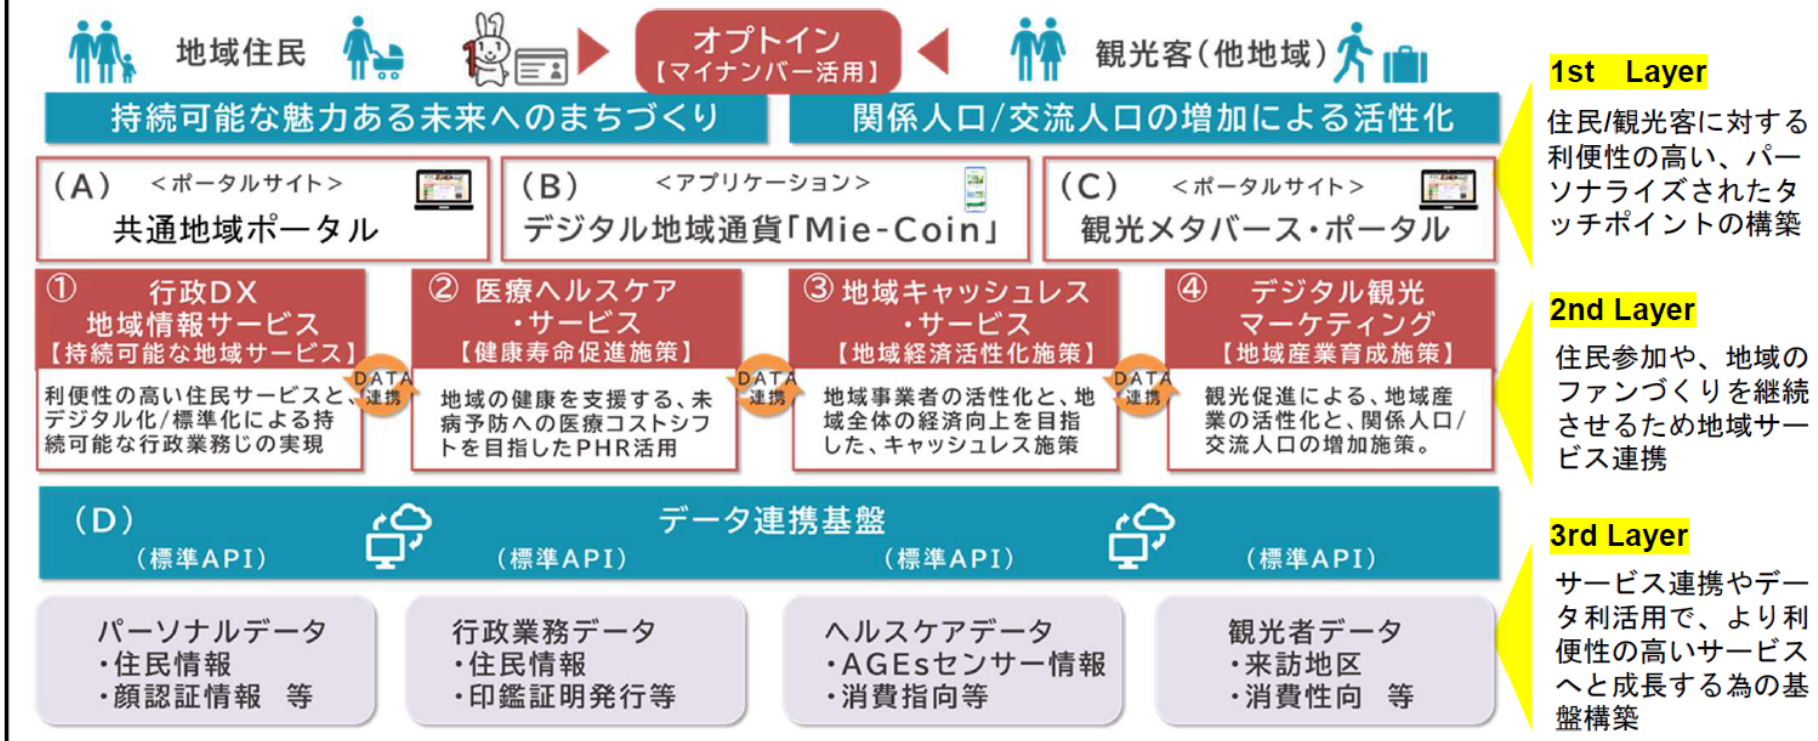 地域住民
オプトイン
【マイナンバー活用】
観光客(他地域)
持続可能な魅力ある未来へのまちづくり
関係人口/交流人口の増加による活性化
(A) <ポータルサイト>
共通地域ポータル
(B) <アプリケーション>
デジタル地域通貨「Mie-Coin」
(C) <ポータルサイト>
観光メタバース・ポータル
1st Layer
住民/観光客に対する
利便性の高い、パー
ソナライズされたタ
ッチポイントの構築
① 行政DX
地域情報サービス
【持続可能な地域サービス】
利便性の高い住民サービスと、
デジタル化/標準化による持
続可能な行政業務じの実現
DATA
連携
② 医療ヘルスケア
・サービス
【健康寿命促進施策】
地域の健康を支援する、未
病予防への医療コストシフ
トを目指したPHR活用
DATA
連携
③ 地域キャッシュレス
・サービス
【地域経済活性化施策】
地域事業者の活性化と、地
域全体の経済向上を目指
した、キャッシュレス施策
DATA
連携
④ デジタル観光
マーケティング
【地域産業育成施策】
観光促進による、地域産
業の活性化と、関係人口/
交流人口の増加施策。
2nd Layer
住民参加や、地域の
ファンづくりを継続
させるため地域サー
ビス連携
(D) データ連携基盤
(標準API) (標準API) (標準API) (標準API)
パーソナルデータ
・住民情報
・顔認証情報 等
行政業務データ
・住民情報
・印鑑証明発行等
ヘルスケアデータ
・AGEsセンサー情報
・消費指向等
観光者データ
・来訪地区
・消費性向 等
3rd Layer
サービス連携やデー
タ利活用で、より利
便性の高いサービス
へと成長する為の基
盤構築